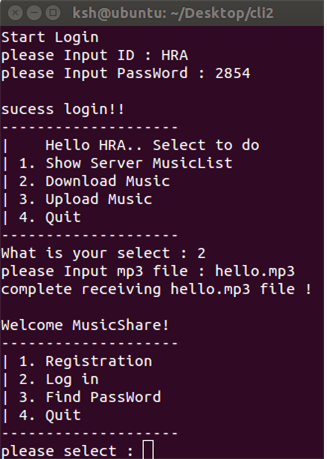 ksh@ubuntu: ~/Desktop/cli2
Start Login
please Input ID : HRA
please Input PassWord : 2854
sucess login!!
--------------------
|    Hello HRA.. Select to do
| 1. Show Server MusicList
| 2. Download Music
| 3. Upload Music
| 4. Quit
--------------------
What is your select : 2
please Input mp3 file : hello.mp3
complete receiving hello.mp3 file !
Welcome MusicShare!
--------------------
| 1. Registration
| 2. Log in
| 3. Find PassWord
| 4. Quit
--------------------
please select :